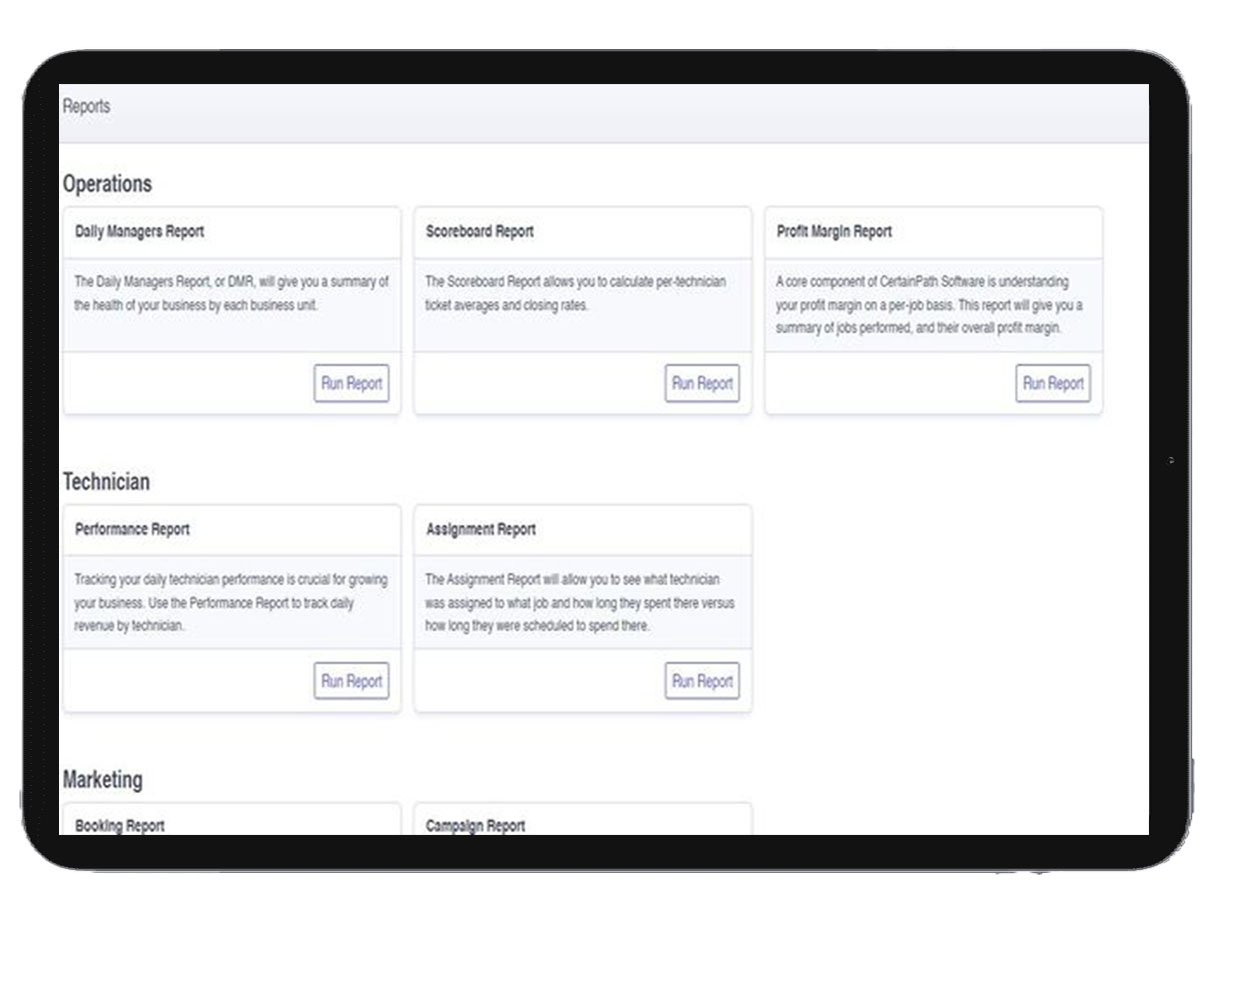 Reports
Operations
Daily Managers Report
The Daily Managers Report, or DMR, will give you a summary of
the health of your business by each business unit.
Run Report
Scoreboard Report
The Scoreboard Report allows you to calculate per-technician
ticket averages and closing rates.
Run Report
Profit Margin Report
A core component of CertainPath Software is understanding
your profit margin on a per-job basis. This report will give you a
summary of jobs performed, and their overall profit margin.
Run Report
Technician
Performance Report
Tracking your daily technician performance is crucial for growing
your business. Use the Performance Report to track daily
revenue by technician.
Run Report
Assignment Report
The Assignment Report will allow you to see what technician
was assigned to what job and how long they spent there versus
how long they were scheduled to spend there.
Run Report
Marketing
Booking Report
Campaign Report